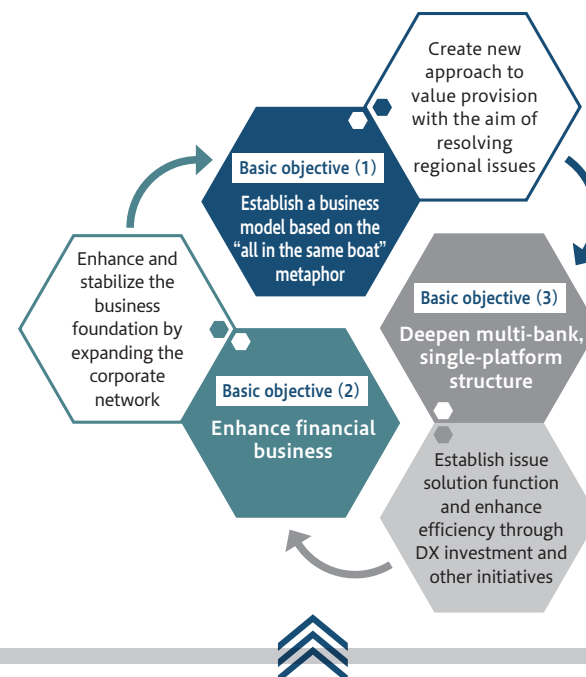 Create new
approach to
value provision
with the aim of
resolving
regional issues
Basic objective (1)
Establish a business
model based on the
“all in the same boat”
metaphor
Enhance and
stabilize the
business
foundation by
expanding the
corporate
network
Basic objective (3)
Deepen multi-bank,
single-platform
structure
Basic objective (2)
Enhance financial
business
Establish issue
solution function
and enhance
efficiency through
DX investment and
other initiatives